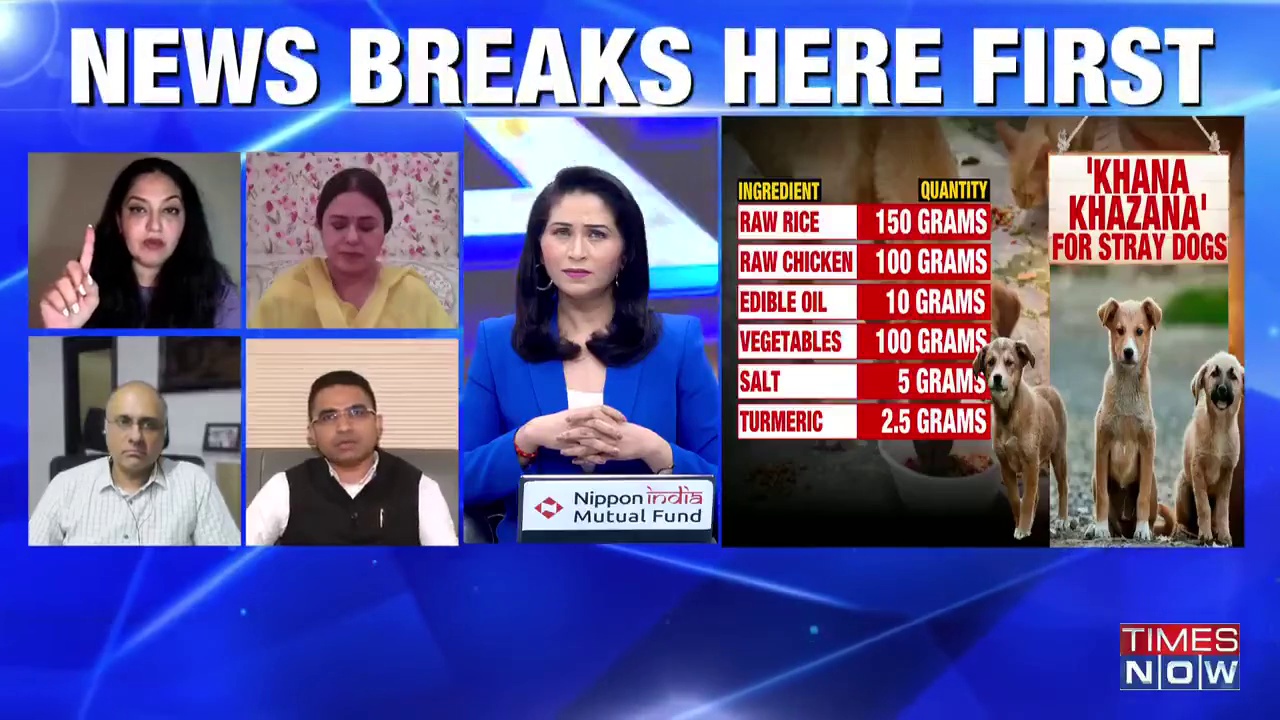 NEWS BREAKS HERE FIRST
INGREDIENT QUANTITY
RAW RICE 150 GRAMS
RAW CHICKEN 100 GRAMS
EDIBLE OIL 10 GRAMS
VEGETABLES 100 GRAMS
SALT 5 GRAMS
TURMERIC 2.5 GRAMS
'KHANA
KHAZANA'
FOR STRAY DOGS
Nippon india
Mutual Fund
TIMES
NOW